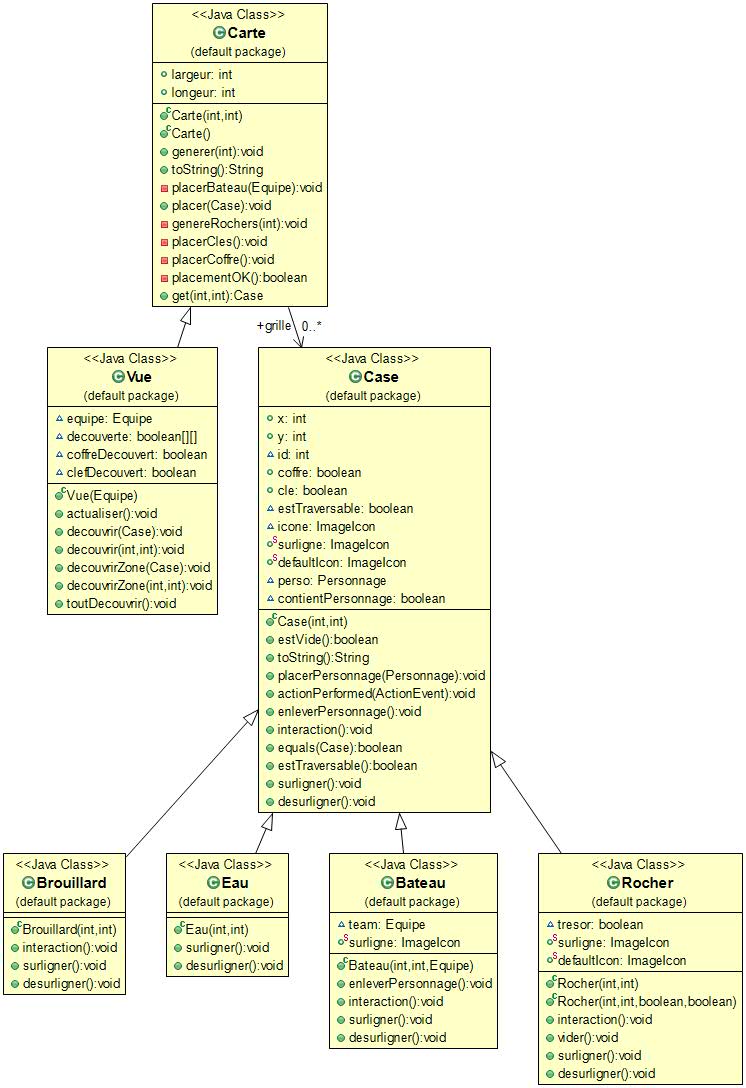 <<Java Class>>
Carte
(default package)
largeur: int
longeur: int
Carte(int,int)
Carte()
generer(int):void
toString():String
placerBateau(Equipe):void
placer(Case):void
genereRochers(int):void
placerCles():void
placerCoffre():void
placementOK():boolean
get(int,int):Case
+grille 0..*
<<Java Class>>
Vue
(default package)
equipe: Equipe
decouverte: boolean[][]
coffreDecouvert: boolean
clefDecouvert: boolean
Vue(Equipe)
actualiser():void
decouvrir(Case):void
decouvrir(int,int):void
decouvrirZone(Case):void
decouvrirZone(int,int):void
toutDecouvrir():void
<<Java Class>>
Case
(default package)
x: int
y: int
id: int
coffre: boolean
cle: boolean
estTraversable: boolean
icone: ImageIcon
surligne: ImageIcon
defaultIcon: ImageIcon
perso: Personnage
contientPersonnage: boolean
Case(int,int)
estVide():boolean
toString():String
placerPersonnage(Personnage):void
actionPerformed(ActionEvent):void
enleverPersonnage():void
interaction():void
equals(Case):boolean
estTraversable():boolean
surligner():void
desurligner():void
<<Java Class>>
Brouillard
(default package)
Brouillard(int,int)
interaction():void
surligner():void
desurligner():void
<<Java Class>>
Eau
(default package)
Eau(int,int)
surligner():void
desurligner():void
<<Java Class>>
Bateau
(default package)
team: Equipe
surligne: ImageIcon
Bateau(int,int,Equipe)
enleverPersonnage():void
interaction():void
surligner():void
desurligner():void
<<Java Class>>
Rocher
(default package)
tresor: boolean
surligne: ImageIcon
defaultIcon: ImageIcon
Rocher(int,int)
Rocher(int,int,boolean,boolean)
interaction():void
vider():void
surligner():void
desurligner():void